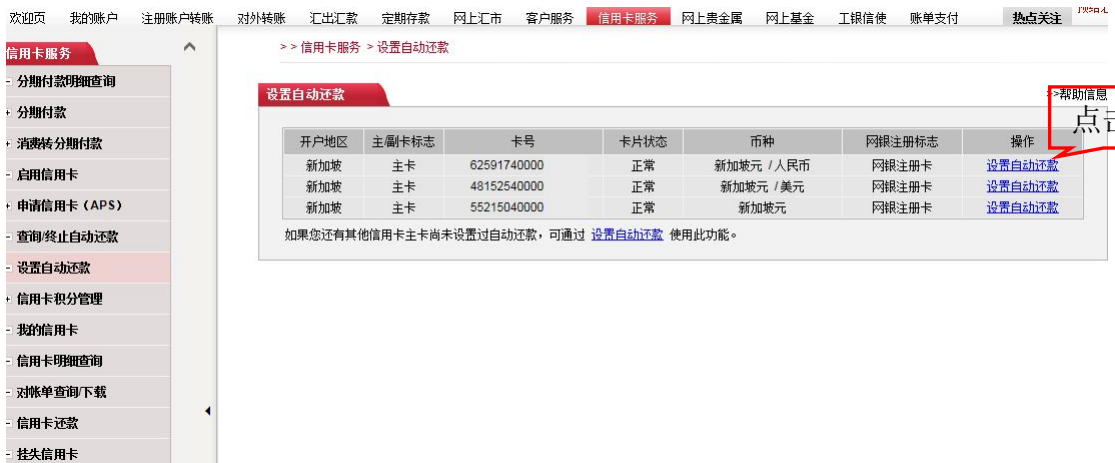 欢迎页 我的账户 注册账户转账 对外转账 汇出汇款 定期存款 网上汇市 客户服务 信用卡服务 网上贵金属 网上基金 工银信使 账单支付 热点关注
信用卡服务
分期付款明细查询
分期付款
消费转分期付款
启用信用卡
申请信用卡（APS）
查询/终止自动还款
设置自动还款
信用卡积分管理
我的信用卡
信用卡明细查询
对帐单查询/下载
信用卡还款
挂失信用卡
> > 信用卡服务 > 设置自动还款
设置自动还款
>>帮助信息
点击
开户地区 主/副卡标志 卡号 卡片状态 币种 网银注册标志 操作
新加坡 主卡 62591740000 正常 新加坡元 /人民币 网银注册卡 设置自动还款
新加坡 主卡 48152540000 正常 新加坡元 /美元 网银注册卡 设置自动还款
新加坡 主卡 55215040000 正常 新加坡元 网银注册卡 设置自动还款
如果您还有其他信用卡主卡尚未设置过自动还款，可通过 设置自动还款 使用此功能。